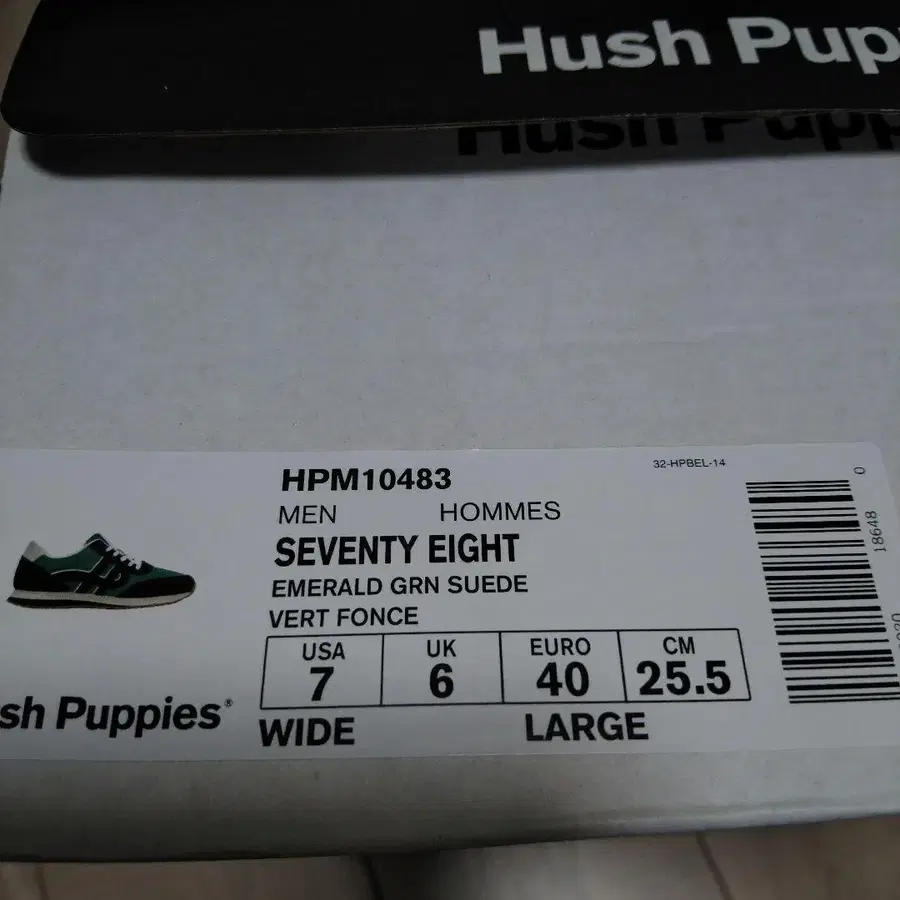 Hush Pup
Hush Pupp
32-HPBEL-14
HPM10483
MEN HOMMES
SEVENTY EIGHT
EMERALD GRN SUEDE
VERT FONCE
USA UK EURO CM
7 6 40 25.5
WIDE LARGE
sh Puppies®
0
18648